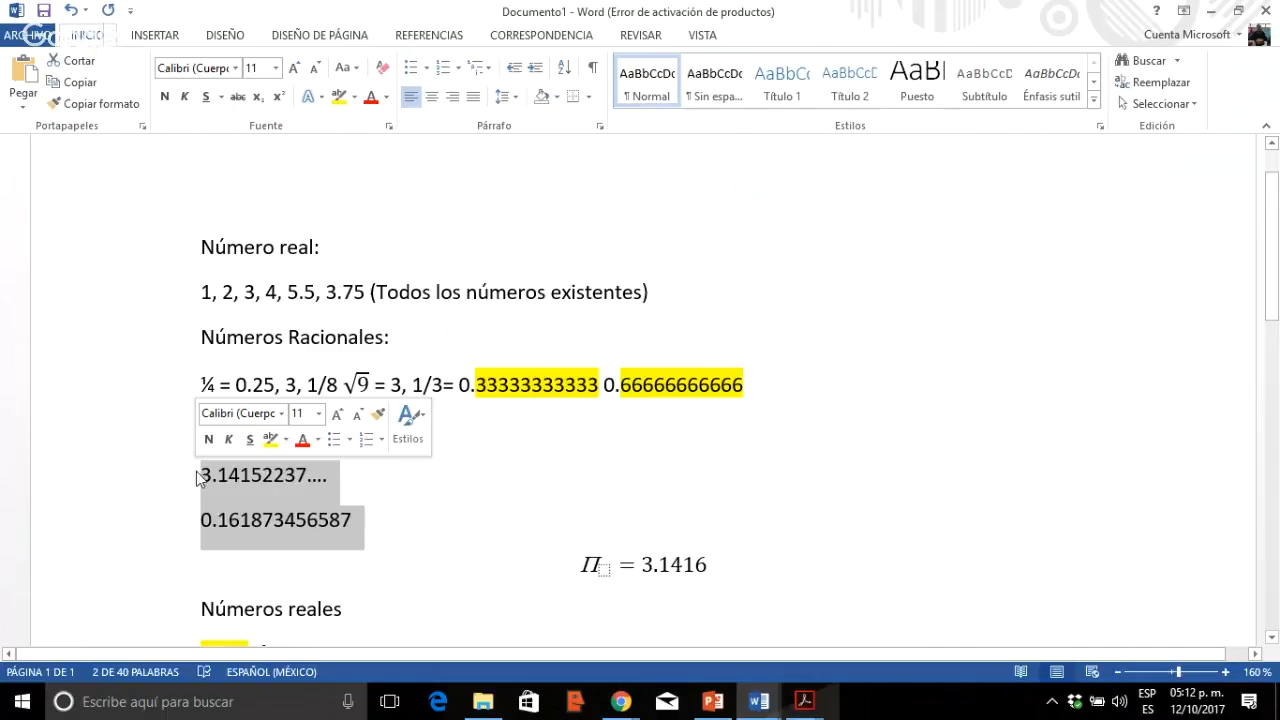 Documento1 - Word (Error de activación de productos)
ARCHIVO INICIO INSERTAR DISEÑO DISEÑO DE PÁGINA REFERENCIAS CORRESPONDENCIA REVISAR VISTA Cuenta Microsoft
Pegar Cortar Copiar Copiar formato
Calibri (Cuerpo 11
N K S abc
AaBbCcDc AaBbCcDc AaBbCc AaBbCcC AaBl AaBbCcD AaBbCcDc
¶ Normal ¶ Sin espa... Título 1 Título 2 Puesto Subtítulo Énfasis sutil
Buscar
Reemplazar
Seleccionar
Portapapeles Fuente Párrafo Estilos Edición
Número real:
1, 2, 3, 4, 5.5, 3.75 (Todos los números existentes)
Números Racionales:
¼ = 0.25, 3, 1/8 √9 = 3, 1/3= 0.33333333333 0.66666666666
Calibri (Cuerpc 11
N K S Estilos
3.14152237....
0.161873456587
Π = 3.1416
Números reales
PÁGINA 1 DE 1 2 DE 40 PALABRAS ESPAÑOL (MÉXICO) 160 %
Escribe aquí para buscar
ESP 05:12 p. m.
ES 12/10/2017